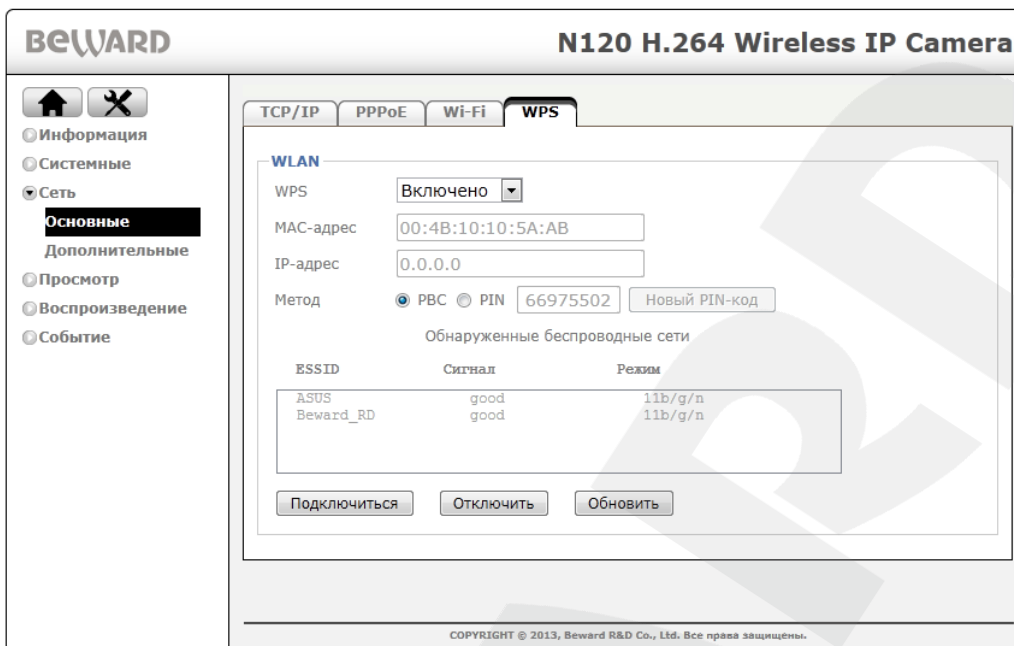 BEWARD
N120 H.264 Wireless IP Camera
Информация
Системные
Сеть
Основные
Дополнительные
Просмотр
Воспроизведение
Событие
TCP/IP PPPoE Wi-Fi WPS
WLAN
WPS Включено
MAC-адрес 00:4B:10:10:5A:AB
IP-адрес 0.0.0.0
Метод PBC PIN 66975502 Новый PIN-код
Обнаруженные беспроводные сети
ESSID Сигнал Режим
ASUS good 11b/g/n
Beward_RD good 11b/g/n
Подключиться Отключить Обновить
COPYRIGHT © 2013, Beward R&D Co., Ltd. Все права защищены.